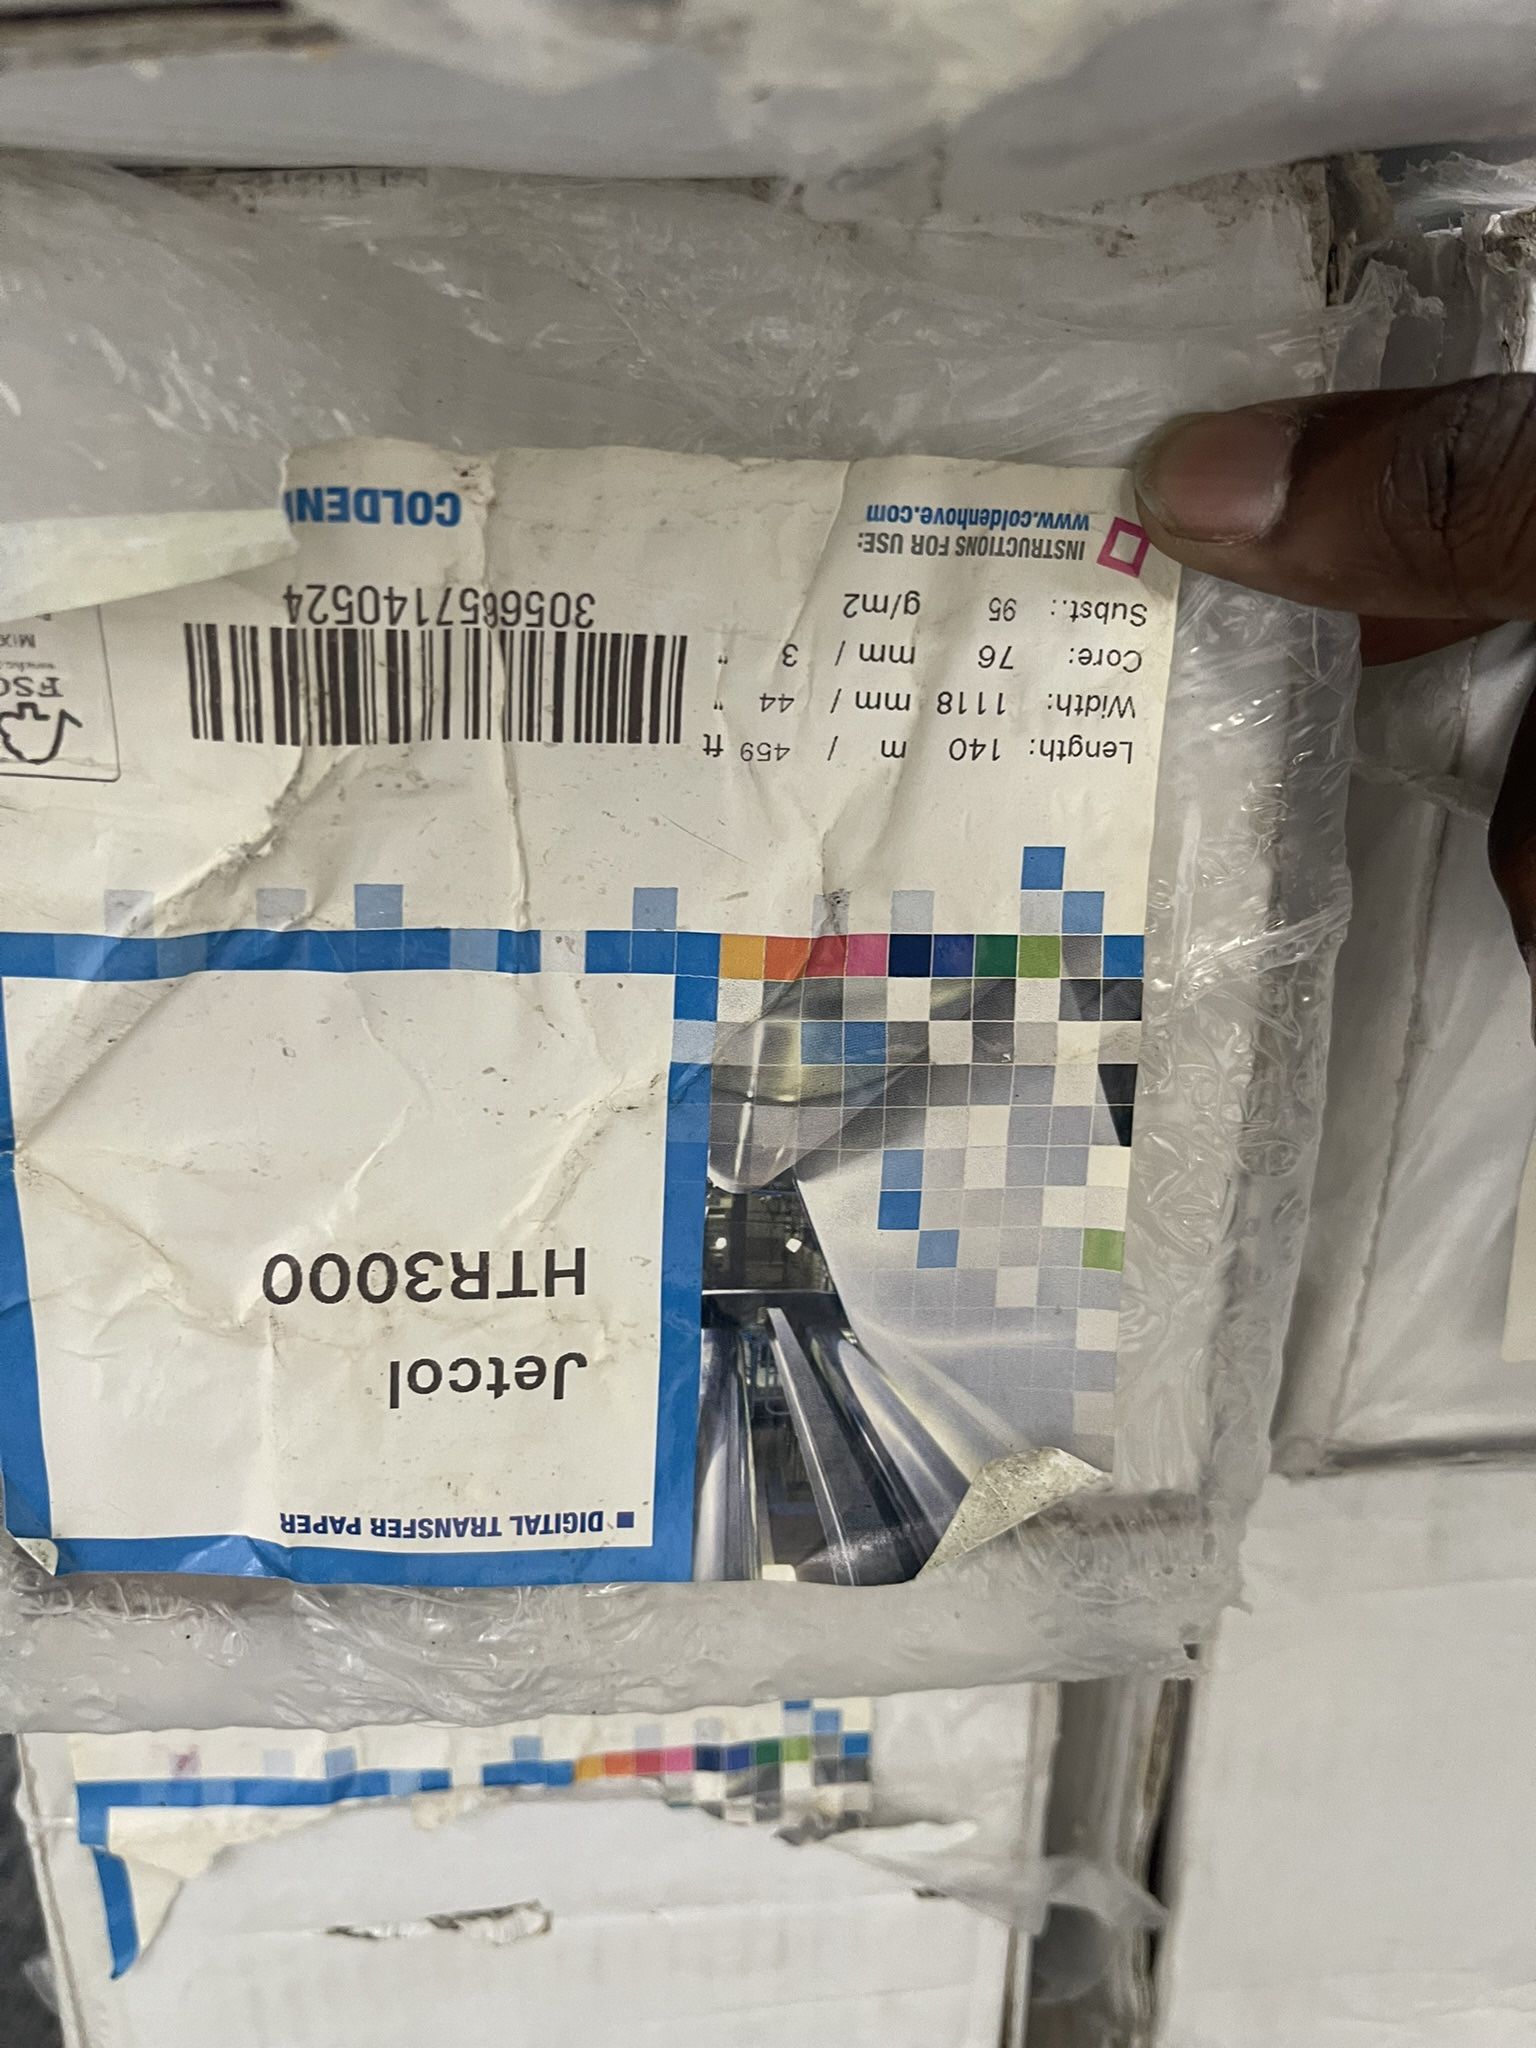 DIGITAL TRANSFER PAPER
Jetcol
HTR3000
Length: 140 m / 459 ft
Width: 1118 mm / 44 "
Core: 76 mm / 3 "
Subst.: 95 g/m2
3056657140524
FSC
INSTRUCTIONS FOR USE:
www.coldenhove.com
COLDENH